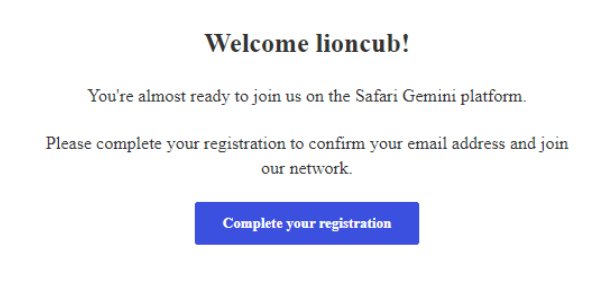 Welcome lioncub!
You're almost ready to join us on the Safari Gemini platform.
Please complete your registration to confirm your email address and join
our network.
Complete your registration